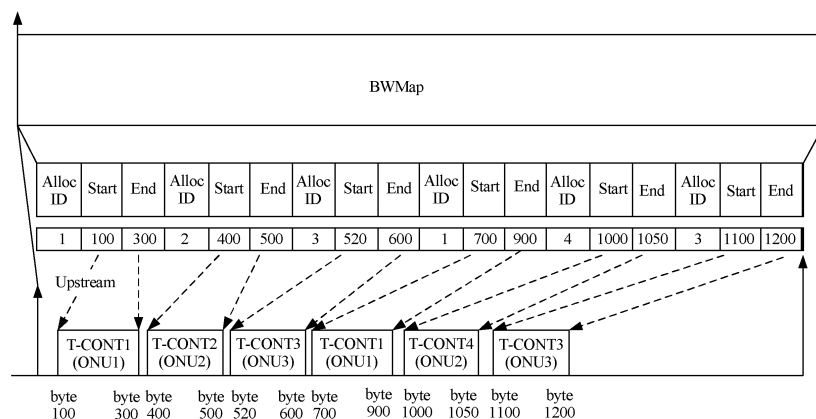 BWMap
Alloc ID Start End Alloc ID Start End Alloc ID Start End Alloc ID Start End Alloc ID Start End Alloc ID Start End
1 100 300 2 400 500 3 520 600 1 700 900 4 1000 1050 3 1100 1200
Upstream
T-CONT1 T-CONT2 T-CONT3 T-CONT1 T-CONT4 T-CONT3
(ONU1) (ONU2) (ONU3) (ONU1) (ONU2) (ONU3)
byte byte byte byte byte byte byte byte byte byte byte byte
100 300 400 500 520 600 700 900 1000 1050 1100 1200